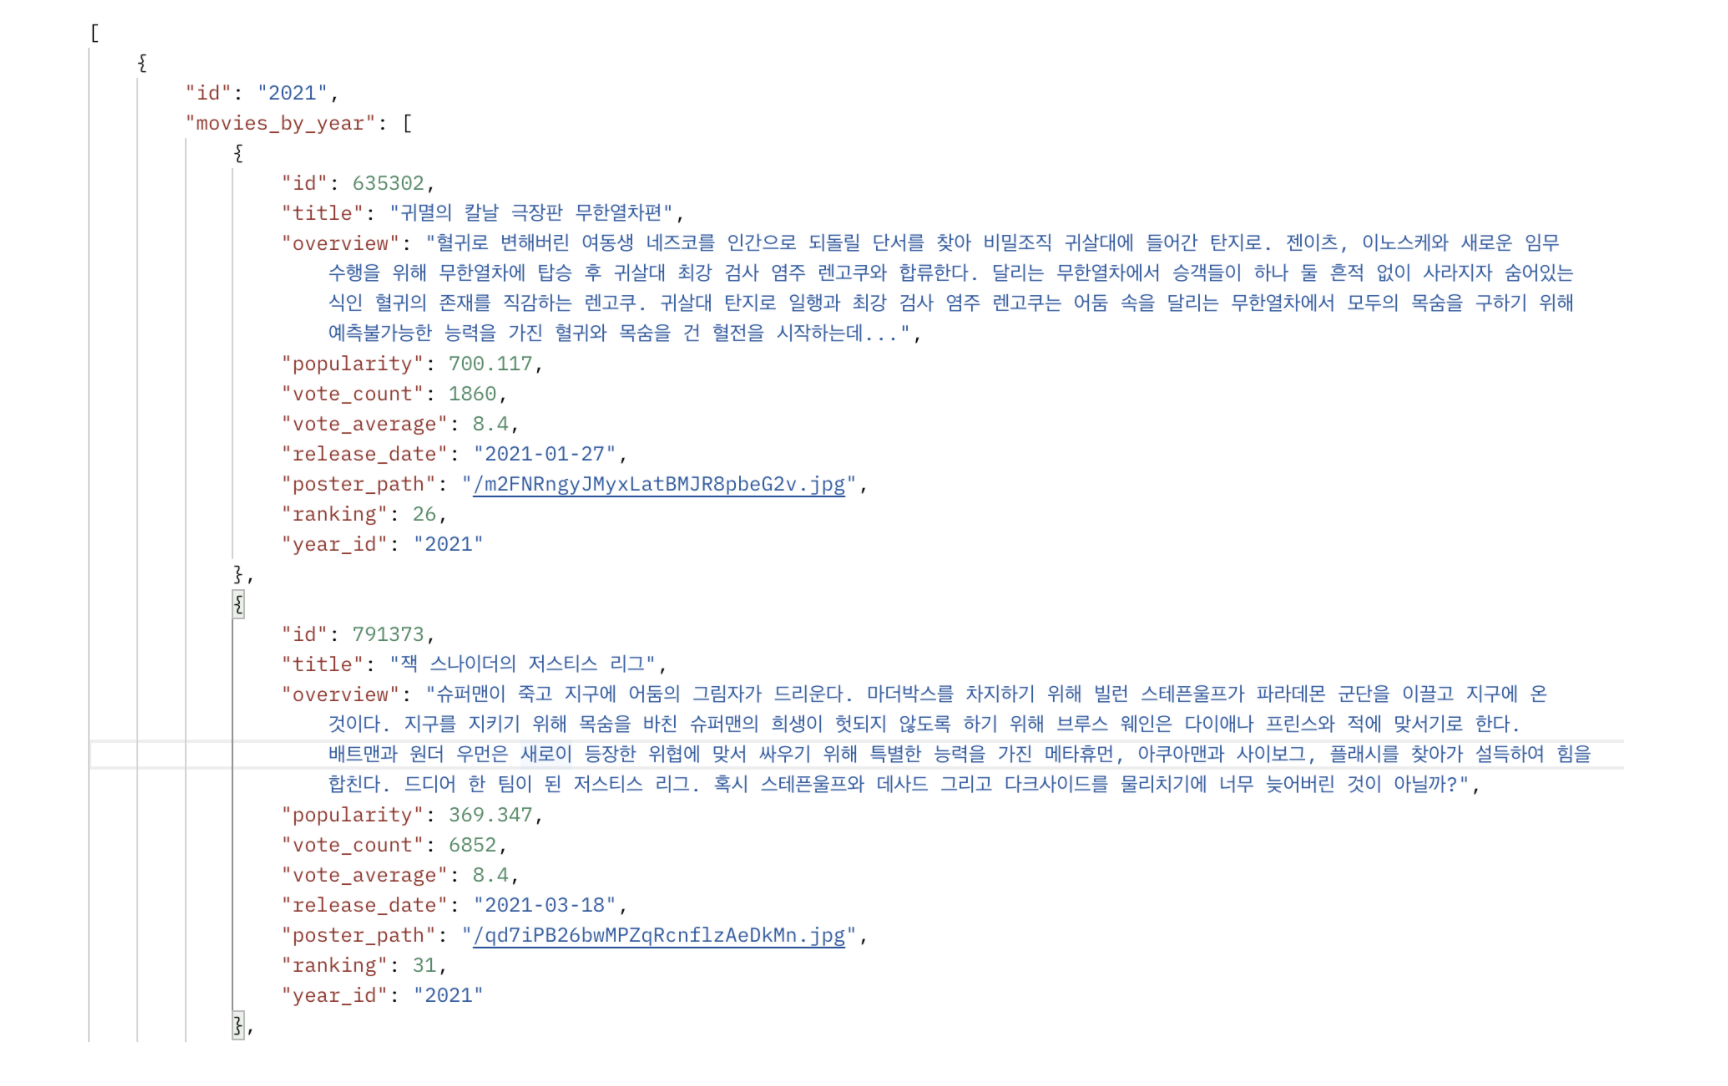 [
{
"id": "2021",
"movies_by_year": [
{
"id": 635302,
"title": "귀멸의 칼날 극장판 무한열차편",
"overview": "혈귀로 변해버린 여동생 네즈코를 인간으로 되돌릴 단서를 찾아 비밀조직 귀살대에 들어간 탄지로. 젠이츠, 이노스케와 새로운 임무
수행을 위해 무한열차에 탑승 후 귀살대 최강 검사 염주 렌고쿠와 합류한다. 달리는 무한열차에서 승객들이 하나 둘 흔적 없이 사라지자 숨어있는
식인 혈귀의 존재를 직감하는 렌고쿠. 귀살대 탄지로 일행과 최강 검사 염주 렌고쿠는 어둠 속을 달리는 무한열차에서 모두의 목숨을 구하기 위해
예측불가능한 능력을 가진 혈귀와 목숨을 건 혈전을 시작하는데...",
"popularity": 700.117,
"vote_count": 1860,
"vote_average": 8.4,
"release_date": "2021-01-27",
"poster_path": "/m2FNRngyJMyxLatBMJR8pbeG2v.jpg",
"ranking": 26,
"year_id": "2021"
},
{
"id": 791373,
"title": "잭 스나이더의 저스티스 리그",
"overview": "슈퍼맨이 죽고 지구에 어둠의 그림자가 드리운다. 마더박스를 차지하기 위해 빌런 스테픈울프가 파라데몬 군단을 이끌고 지구에 온
것이다. 지구를 지키기 위해 목숨을 바친 슈퍼맨의 희생이 헛되지 않도록 하기 위해 브루스 웨인은 다이애나 프린스와 적에 맞서기로 한다.
배트맨과 원더 우먼은 새로이 등장한 위협에 맞서 싸우기 위해 특별한 능력을 가진 메타휴먼, 아쿠아맨과 사이보그, 플래시를 찾아가 설득하여 힘을
합친다. 드디어 한 팀이 된 저스티스 리그. 혹시 스테픈울프와 데사드 그리고 다크사이드를 물리치기에 너무 늦어버린 것이 아닐까?",
"popularity": 369.347,
"vote_count": 6852,
"vote_average": 8.4,
"release_date": "2021-03-18",
"poster_path": "/qd7iPB26bwMPZqRcnflzAeDkMn.jpg",
"ranking": 31,
"year_id": "2021"
},